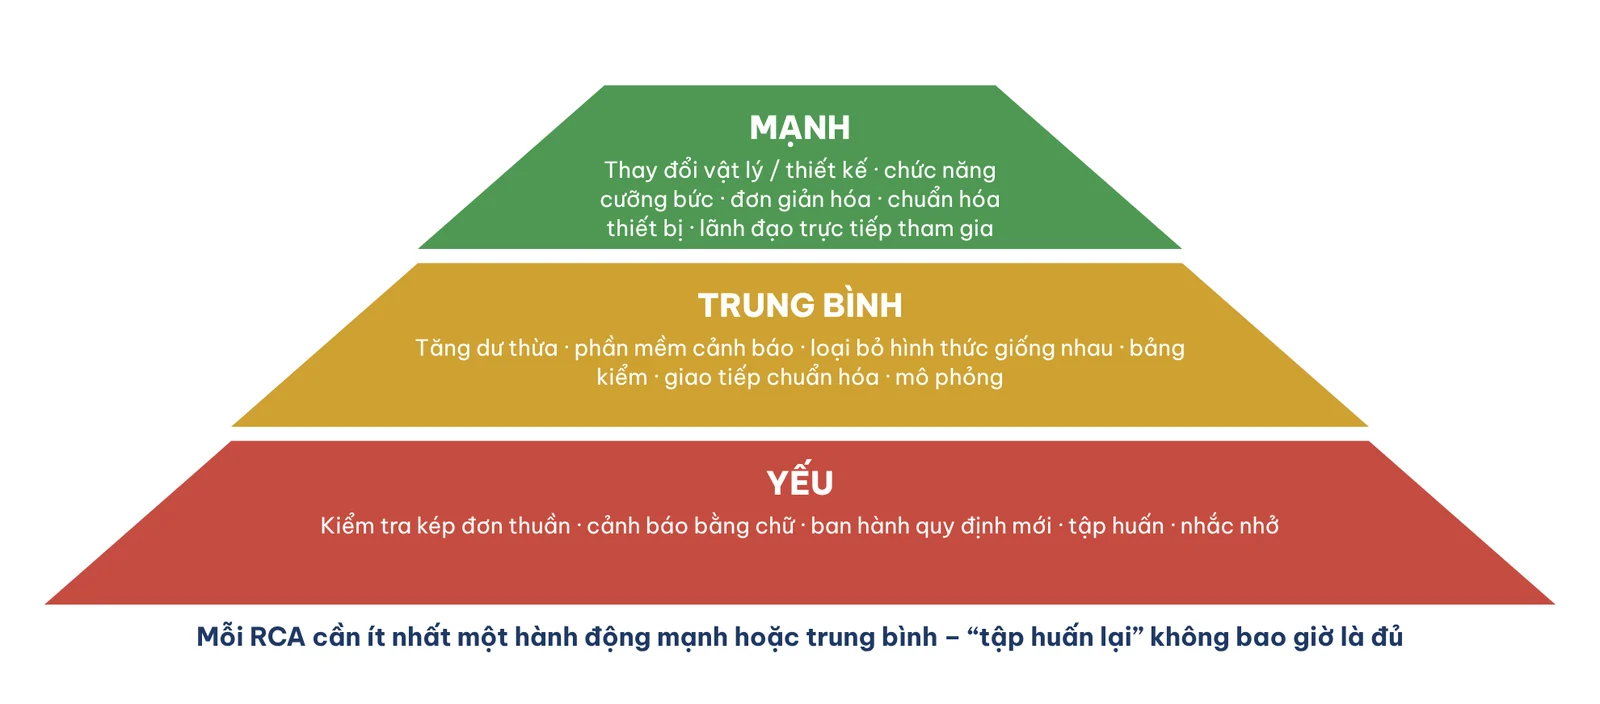 MẠNH
Thay đổi vật lý / thiết kế · chức năng
cưỡng bức · đơn giản hóa · chuẩn hóa
thiết bị · lãnh đạo trực tiếp tham gia
TRUNG BÌNH
Tăng dư thừa · phần mềm cảnh báo · loại bỏ hình thức giống nhau · bảng
kiểm · giao tiếp chuẩn hóa · mô phỏng
YẾU
Kiểm tra kép đơn thuần · cảnh báo bằng chữ · ban hành quy định mới · tập huấn · nhắc nhở
Mỗi RCA cần ít nhất một hành động mạnh hoặc trung bình – “tập huấn lại” không bao giờ là đủ